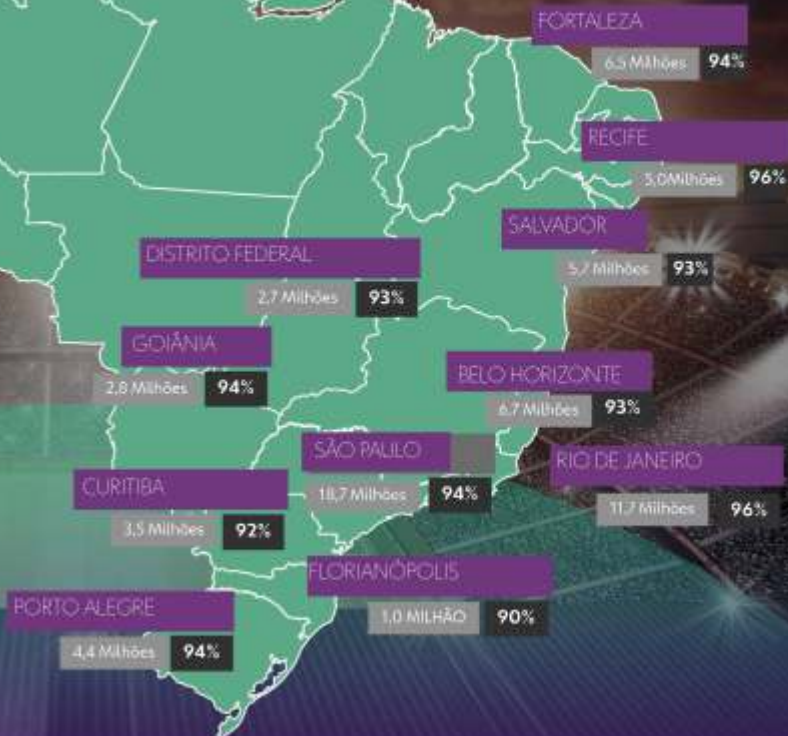 FORTALEZA
6.5 Milhões 94%
RECIFE
5,0Milhões 96%
SALVADOR
5,7 Milhões 93%
DISTRITO FEDERAL
2,7 Milhões 93%
GOIÂNIA
2,8 Milhões 94%
BELO HORIZONTE
6,7 Milhões 93%
SÃO PAULO
18,7 Milhões 94%
RIO DE JANEIRO
11,7 Milhões 96%
CURITIBA
3,5 Milhões 92%
FLORIANÓPOLIS
1,0 MILHÃO 90%
PORTO ALEGRE
4,4 Milhões 94%